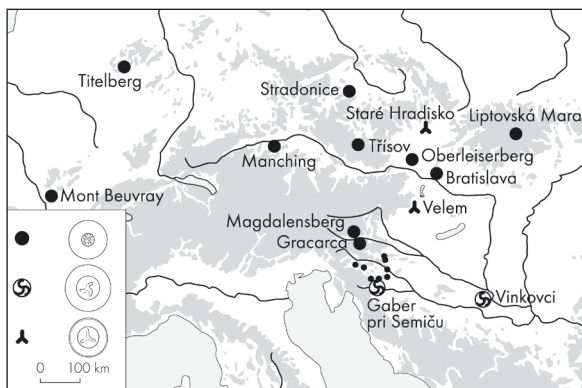 Titelberg
Stradonice
Staré Hradisko
Liptovská Mara
Manching
Třísov
Oberleiserberg
Bratislava
Mont Beuvray
Velem
Magdalensberg
Gracarca
Gaber
pri Semiču
Vinkovci
0 100 km